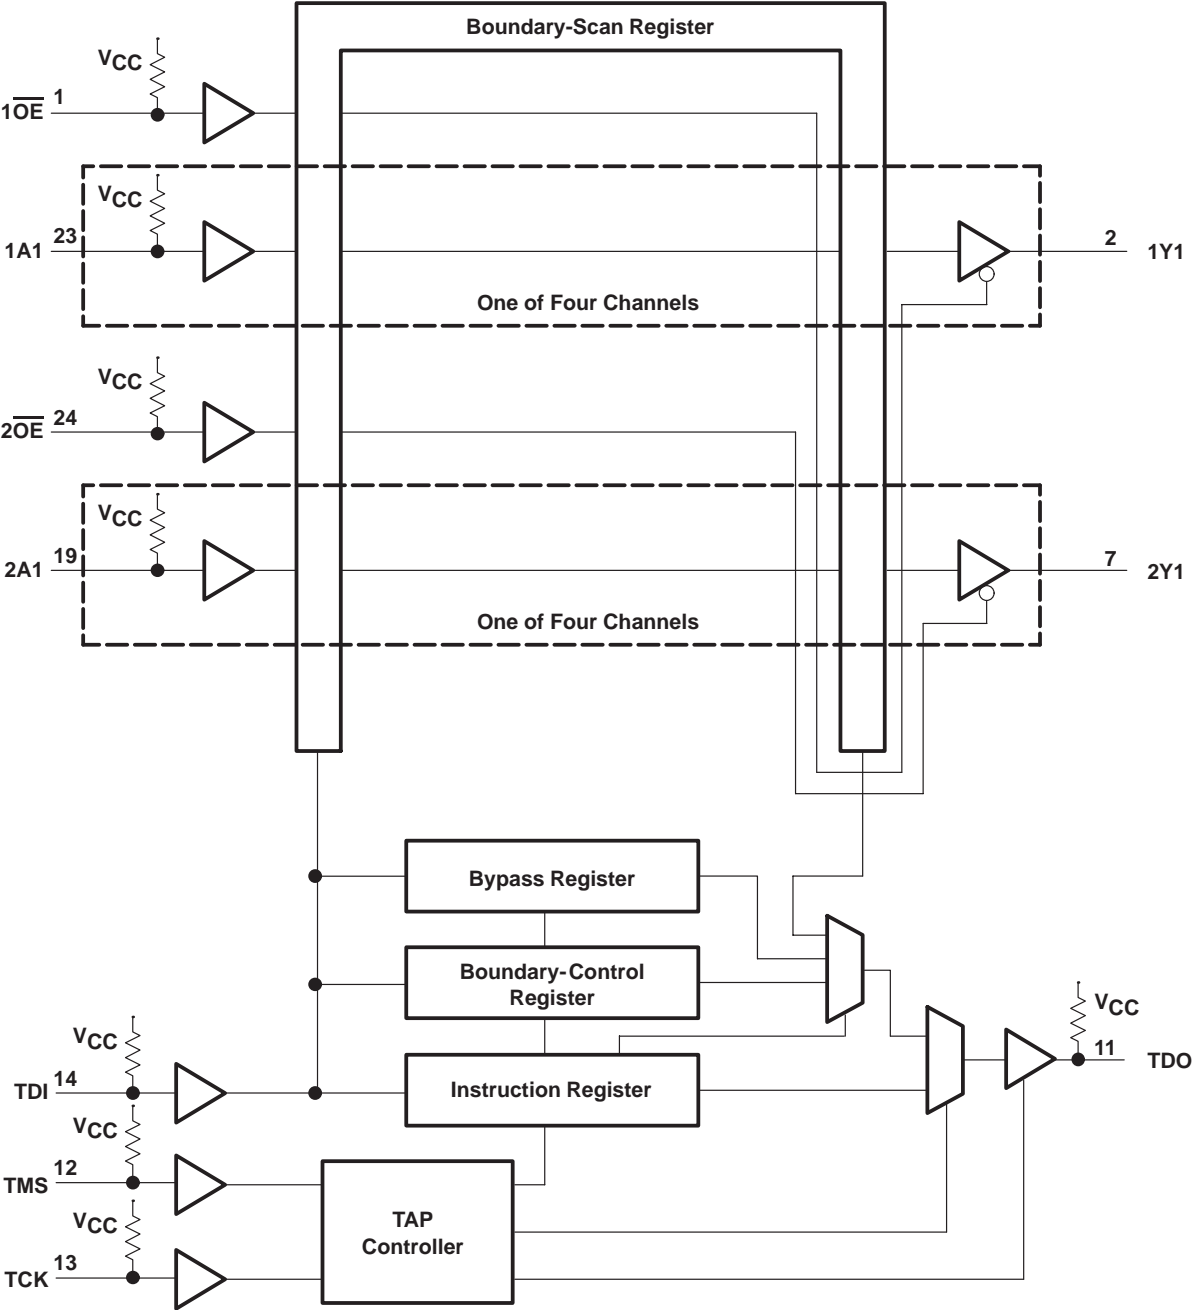 Boundary-Scan Register
VCC
1O̅E̅ 1
VCC
1A1 23
2 1Y1
One of Four Channels
VCC
2O̅E̅ 24
VCC
2A1 19
7 2Y1
One of Four Channels
Bypass Register
Boundary-Control
Register
VCC
VCC
TDI 14
Instruction Register
11 TDO
VCC
TMS 12
TAP
Controller
VCC
TCK 13